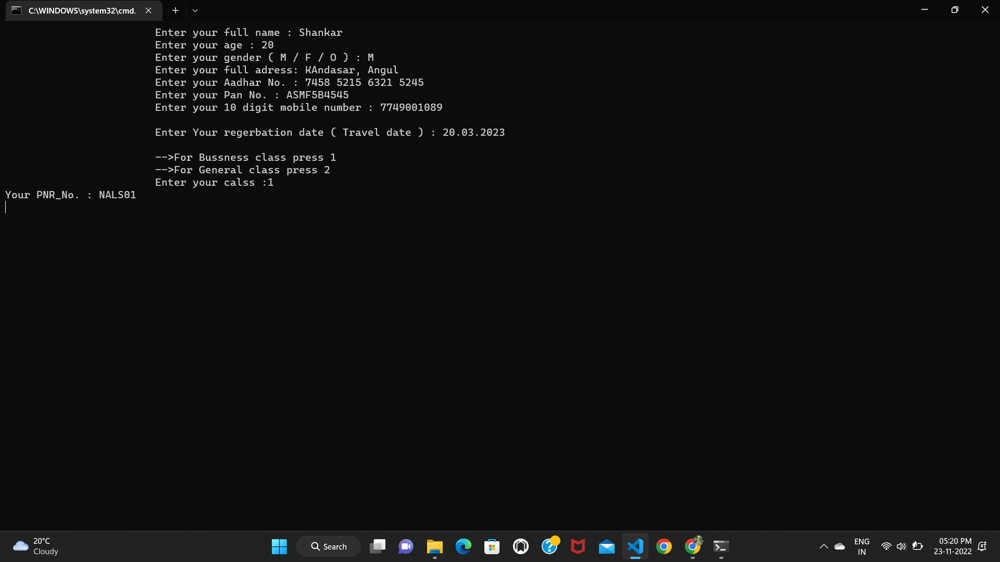 C:\WINDOWS\system32\cmd.
Enter your full name : Shankar
Enter your age : 20
Enter your gender ( M / F / O ) : M
Enter your full adress: KAndasar, Angul
Enter your Aadhar No. : 7458 5215 6321 5245
Enter your Pan No. : ASMF5B4545
Enter your 10 digit mobile number : 7749001089
Enter Your regerbation date ( Travel date ) : 20.03.2023
-->For Bussness class press 1
-->For General class press 2
Enter your calss :1
Your PNR_No. : NALS01
20°C
Cloudy
Search
ENG
IN
05:20 PM
23-11-2022